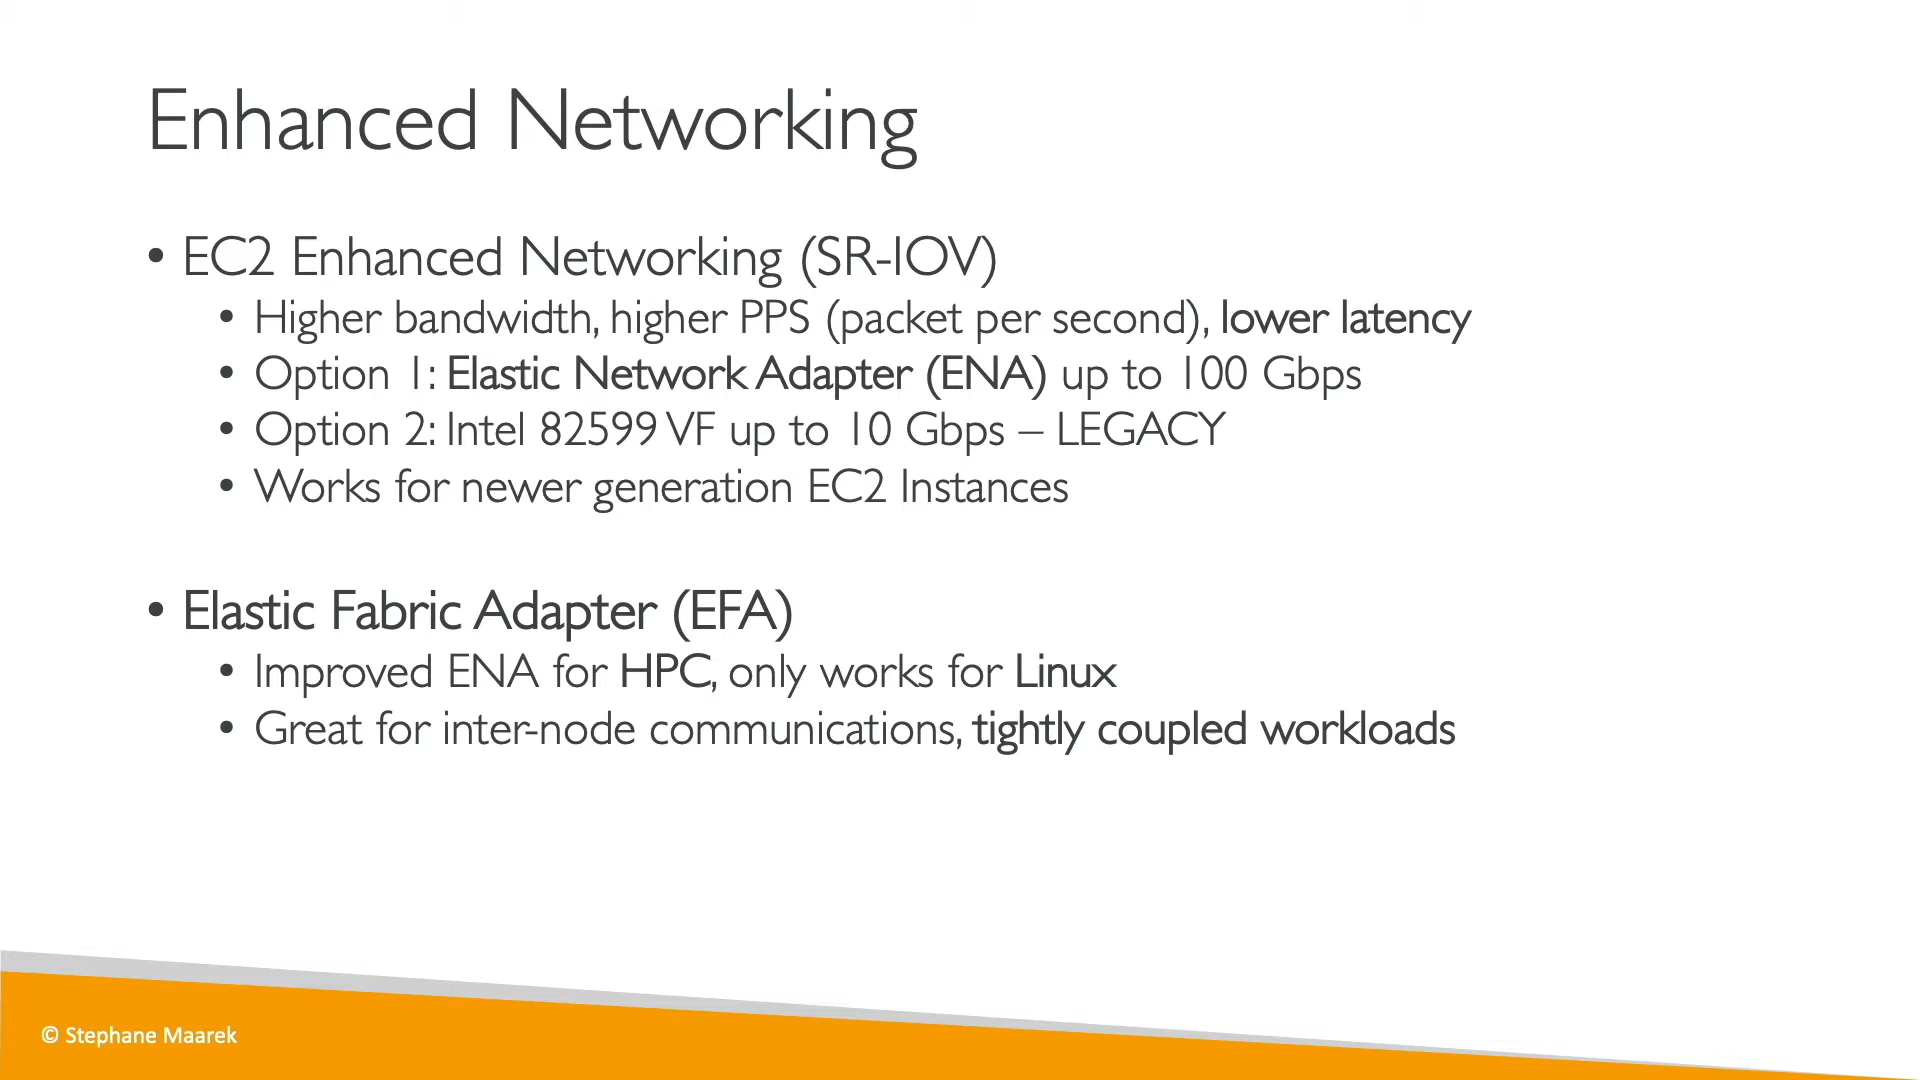 Enhanced Networking
• EC2 Enhanced Networking (SR-IOV)
• Higher bandwidth, higher PPS (packet per second), lower latency
• Option 1: Elastic Network Adapter (ENA) up to 100 Gbps
• Option 2: Intel 82599 VF up to 10 Gbps – LEGACY
• Works for newer generation EC2 Instances
• Elastic Fabric Adapter (EFA)
• Improved ENA for HPC, only works for Linux
• Great for inter-node communications, tightly coupled workloads
© Stephane Maarek